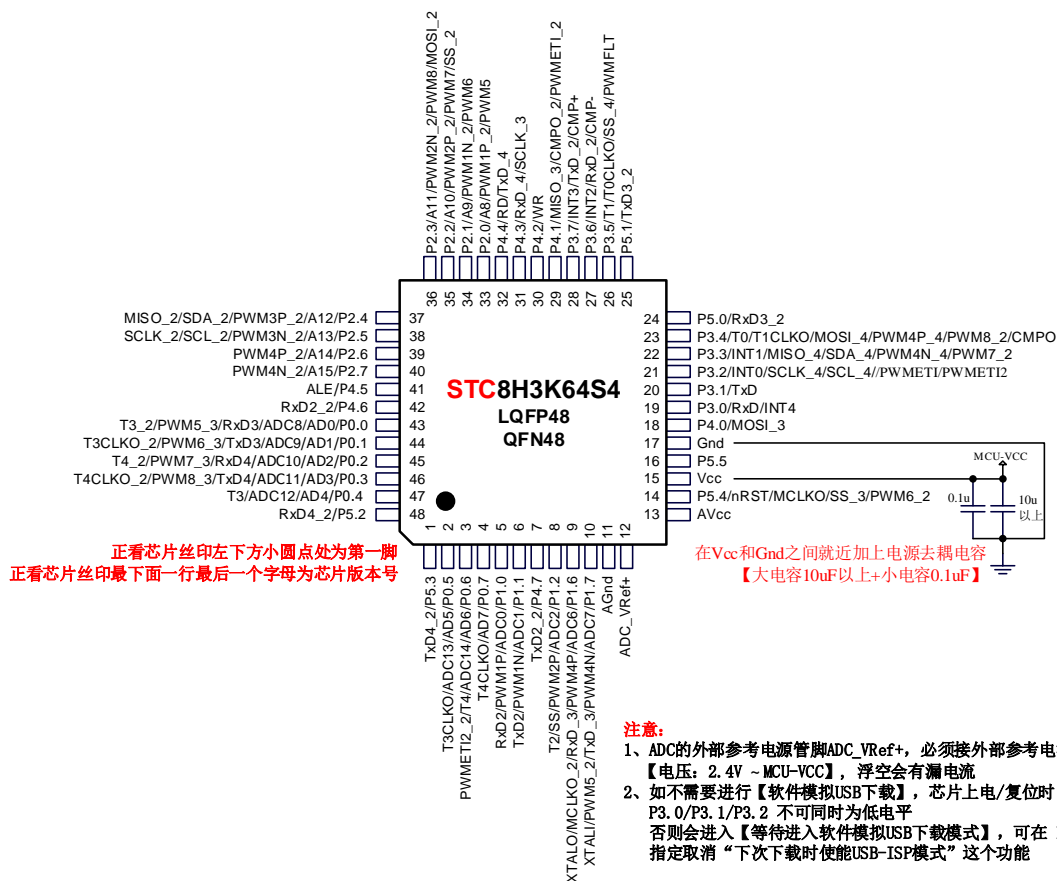 P2.3/A11/PWM2N_2/PWM8/MOSI_2
P2.2/A10/PWM2P_2/PWM7/SS_2
P2.1/A9/PWM1N_2/PWM6
P2.0/A8/PWM1P_2/PWM5
P4.4/RD/TxD_4
P4.3/RxD_4/SCLK_3
P4.2/WR
P4.1/MISO_3/CMPO_2/PWMETI_2
P3.7/INT3/TxD_2/CMP+
P3.6/INT2/RxD_2/CMP-
P3.5/T1/T0CLKO/SS_4/PWMFLT
P5.1/TxD3_2
36 35 34 33 32 31 30 29 28 27 26 25
MISO_2/SDA_2/PWM3P_2/A12/P2.4 37
SCLK_2/SCL_2/PWM3N_2/A13/P2.5 38
PWM4P_2/A14/P2.6 39
PWM4N_2/A15/P2.7 40
ALE/P4.5 41
RxD2_2/P4.6 42
T3_2/PWM5_3/RxD3/ADC8/AD0/P0.0 43
T3CLKO_2/PWM6_3/TxD3/ADC9/AD1/P0.1 44
T4_2/PWM7_3/RxD4/ADC10/AD2/P0.2 45
T4CLKO_2/PWM8_3/TxD4/ADC11/AD3/P0.3 46
T3/ADC12/AD4/P0.4 47
RxD4_2/P5.2 48
STC8H3K64S4
LQFP48
QFN48
24 P5.0/RxD3_2
23 P3.4/T0/T1CLKO/MOSI_4/PWM4P_4/PWM8_2/CMPO
22 P3.3/INT1/MISO_4/SDA_4/PWM4N_4/PWM7_2
21 P3.2/INT0/SCLK_4/SCL_4//PWMETI/PWMETI2
20 P3.1/TxD
19 P3.0/RxD/INT4
18 P4.0/MOSI_3
17 Gnd
16 P5.5
15 Vcc
14 P5.4/nRST/MCLKO/SS_3/PWM6_2
13 AVcc
MCU-VCC
0.1u
10u
以上
正看芯片丝印左下方小圆点处为第一脚
正看芯片丝印最下面一行最后一个字母为芯片版本号
在Vcc和Gnd之间就近加上电源去耦电容
【大电容10uF以上+小电容0.1uF】
1 2 3 4 5 6 7 8 9 10 11 12
TxD4_2/P5.3
T3CLKO/ADC13/AD5/P0.5
PWMETI2_2/T4/ADC14/AD6/P0.6
T4CLKO/AD7/P0.7
RxD2/PWM1P/ADC0/P1.0
TxD2/PWM1N/ADC1/P1.1
TxD2_2/P4.7
T2/SS/PWM2P/ADC2/P1.2
XTALO/MCLKO_2/RxD_3/PWM4P/ADC6/P1.6
XTALI/PWM5_2/TxD_3/PWM4N/ADC7/P1.7
AGnd
ADC_VRef+
注意:
1、ADC的外部参考电源管脚ADC_VRef+，必须接外部参考电
【电压：2.4V ~ MCU-VCC】, 浮空会有漏电流
2、如不需要进行【软件模拟USB下载】，芯片上电/复位时
P3.0/P3.1/P3.2 不可同时为低电平
否则会进入【等待进入软件模拟USB下载模式】, 可在
指定取消“下次下载时使能USB-ISP模式”这个功能